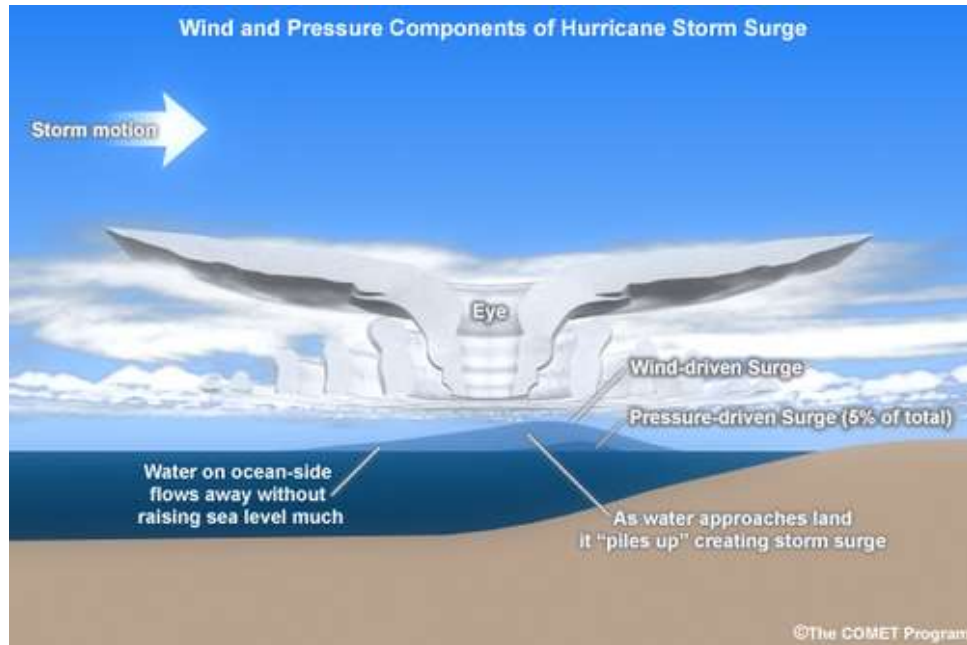 Wind and Pressure Components of Hurricane Storm Surge
Storm motion
Eye
Wind-driven Surge
Pressure-driven Surge (5% of total)
Water on ocean-side
flows away without
raising sea level much
As water approaches land
it “piles up” creating storm surge
©The COMET Program